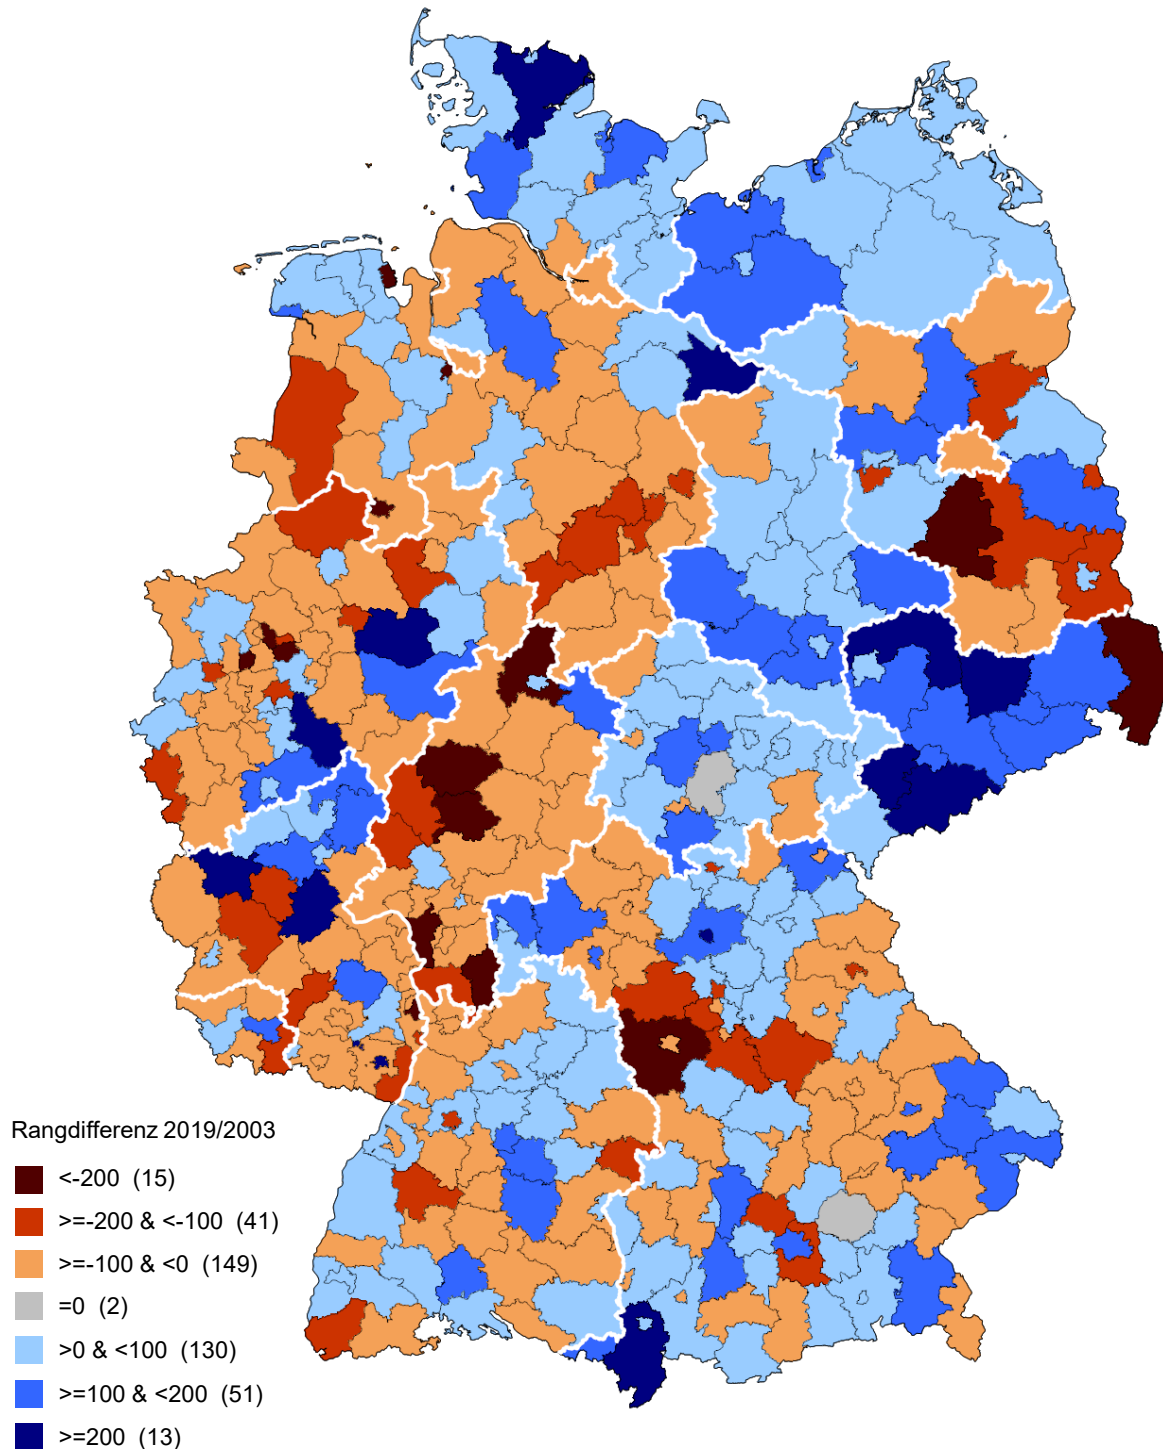 Rangdifferenz 2019/2003
<-200 (15)
>=-200 & <-100 (41)
>=-100 & <0 (149)
=0 (2)
>0 & <100 (130)
>=100 & <200 (51)
>=200 (13)